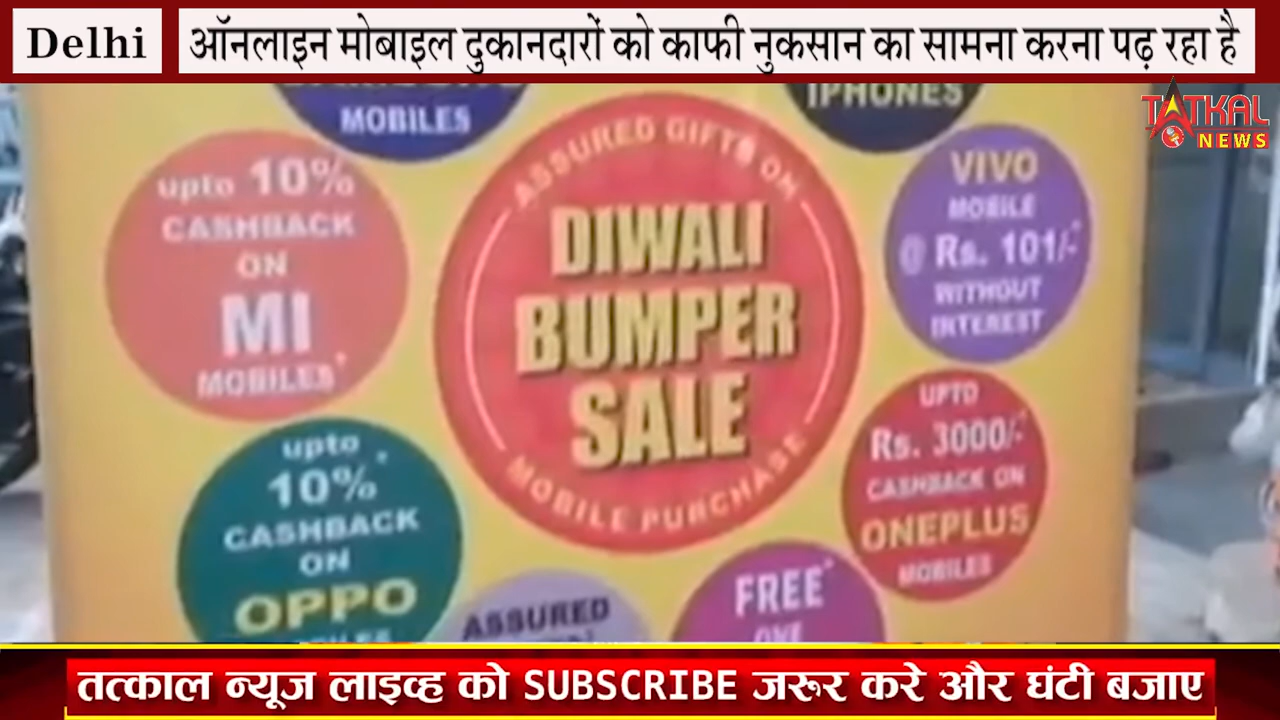 Delhi
ऑनलाइन मोबाइल दुकानदारों को काफी नुकसान का सामना करना पढ़ रहा है
TATKAL
NEWS
MOBILES
IPHONES
upto 10%
CASHBACK
ON
MI
MOBILES*
ASSURED GIFTS ON
DIWALI
BUMPER
SALE
MOBILE PURCHASE
VIVO
MOBILE
@ Rs. 101/-*
WITHOUT
INTEREST
upto
10%*
CASHBACK
ON
OPPO
UPTO
Rs. 3000/-*
CASHBACK ON
ONEPLUS
MOBILES
ASSURED
FREE*
तत्काल न्यूज लाइव्ह को SUBSCRIBE जरूर करे और घंटी बजाए